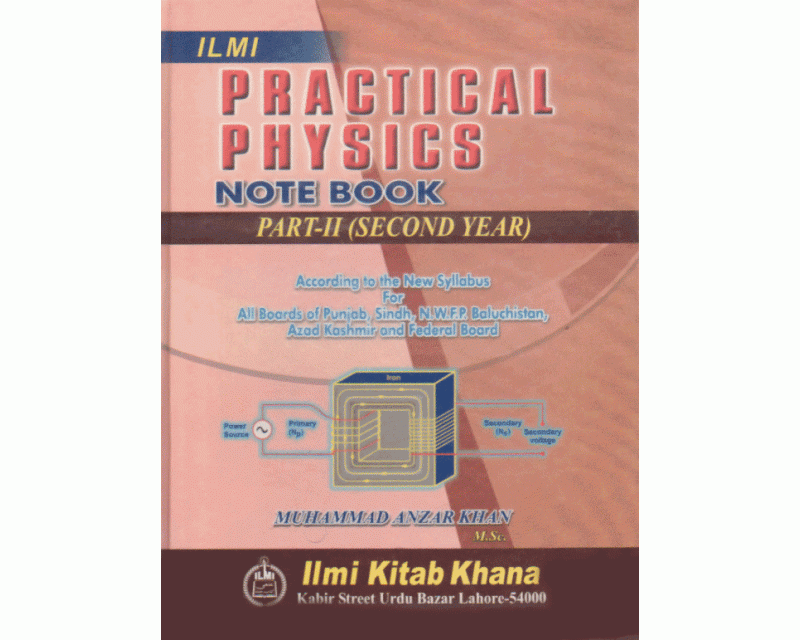 ILMI
PRACTICAL
PHYSICS
NOTE BOOK
PART-II (SECOND YEAR)
According to the New Syllabus
For
All Boards of Punjab, Sindh, N.W.F.P. Baluchistan,
Azad Kashmir and Federal Board
Iron
Power
Source
Primary
(Np)
Secondary
(Ns)
Secondary
voltage
MUHAMMAD ANZAR KHAN
M.Sc.
ILMI
Ilmi Kitab Khana
Kabir Street Urdu Bazar Lahore-54000